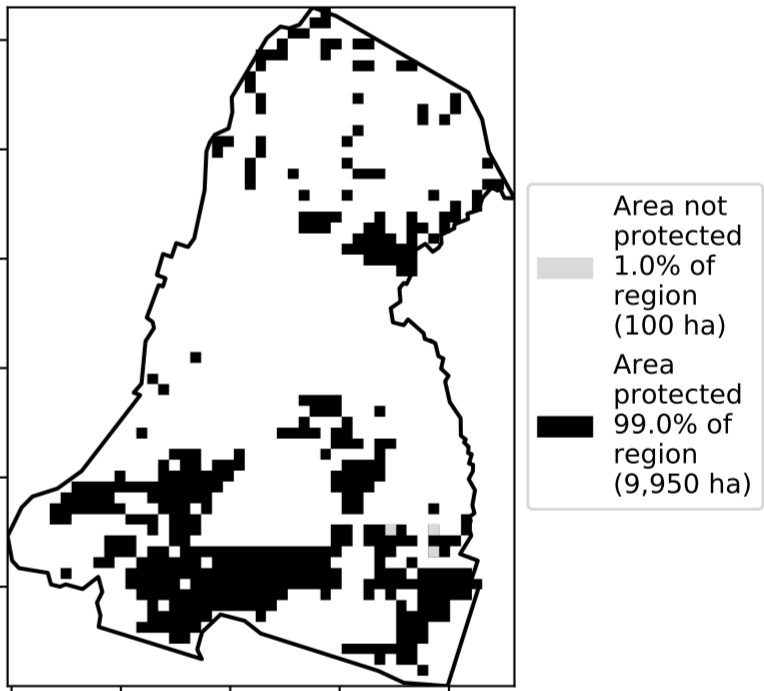 Area not
protected
1.0% of
region
(100 ha)
Area
protected
99.0% of
region
(9,950 ha)